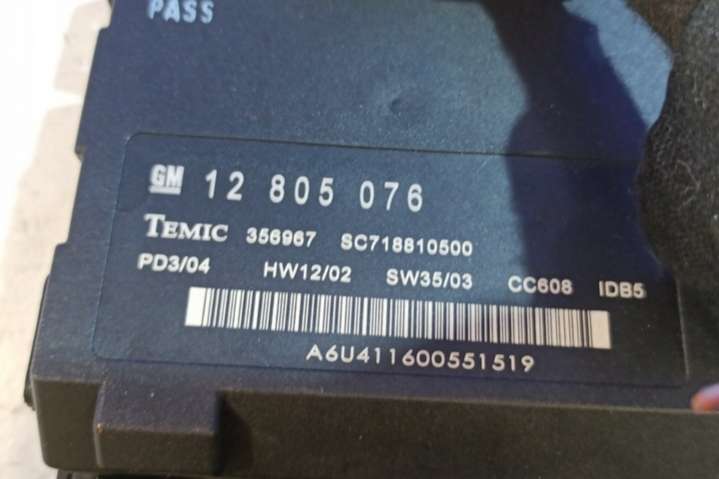 PASS
GM 12 805 076
TEMIC 356967 SC718810500
PD3/04 HW12/02 SW35/03 CC608 IDB5
A6U411600551519